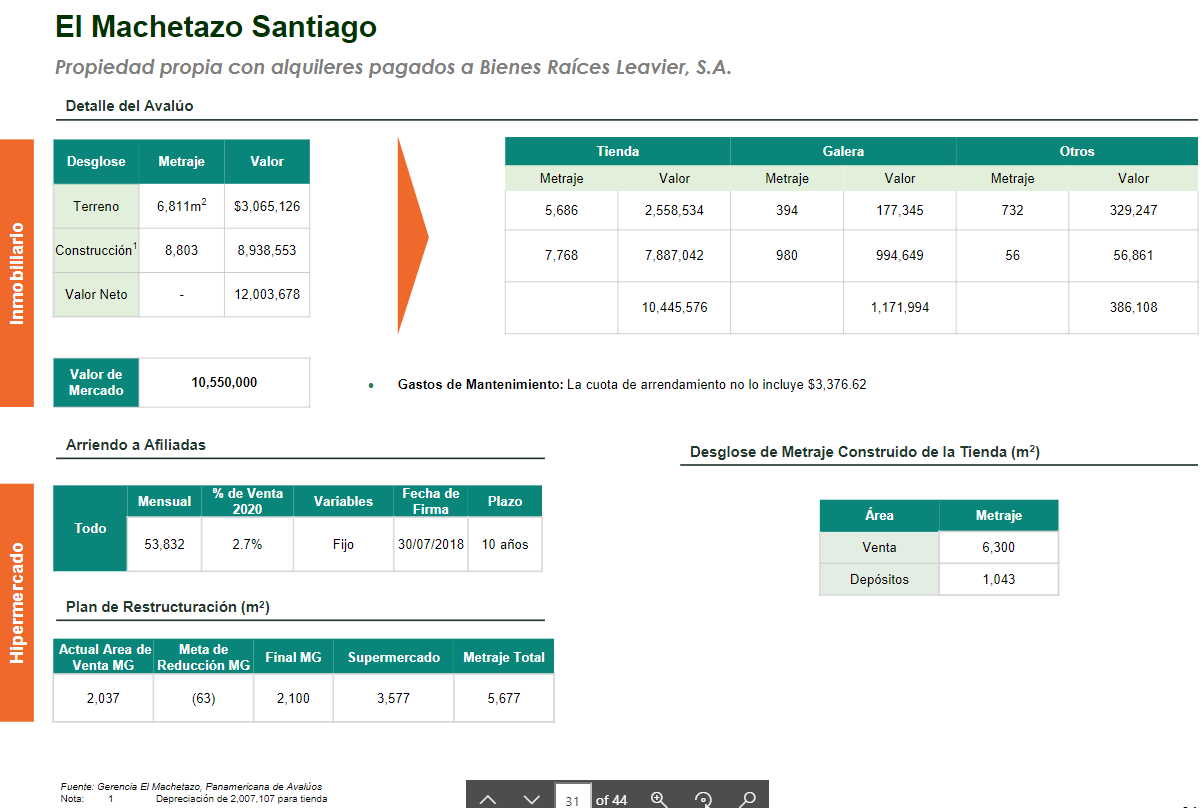 El Machetazo Santiago
Propiedad propia con alquileres pagados a Bienes Raíces Leavier, S.A.
Detalle del Avalúo
Inmobiliario
Desglose Metraje Valor
Terreno 6,811m² $3,065,126
Construcción¹ 8,803 8,938,553
Valor Neto - 12,003,678
Tienda Galera Otros
Metraje Valor Metraje Valor Metraje Valor
5,686 2,558,534 394 177,345 732 329,247
7,768 7,887,042 980 994,649 56 56,861
10,445,576 1,171,994 386,108
Valor de
Mercado
10,550,000
• Gastos de Mantenimiento: La cuota de arrendamiento no lo incluye $3,376.62
Hipermercado
Arriendo a Afiliadas
Todo
Mensual % de Venta 2020 Variables Fecha de Firma Plazo
53,832 2.7% Fijo 30/07/2018 10 años
Desglose de Metraje Construido de la Tienda (m²)
Área Metraje
Venta 6,300
Depósitos 1,043
Plan de Restructuración (m²)
Actual Area de Venta MG Meta de Reducción MG Final MG Supermercado Metraje Total
2,037 (63) 2,100 3,577 5,677
Fuente: Gerencia El Machetazo, Panamericana de Avalúos
Nota: 1 Depreciación de 2,007,107 para tienda
31 of 44